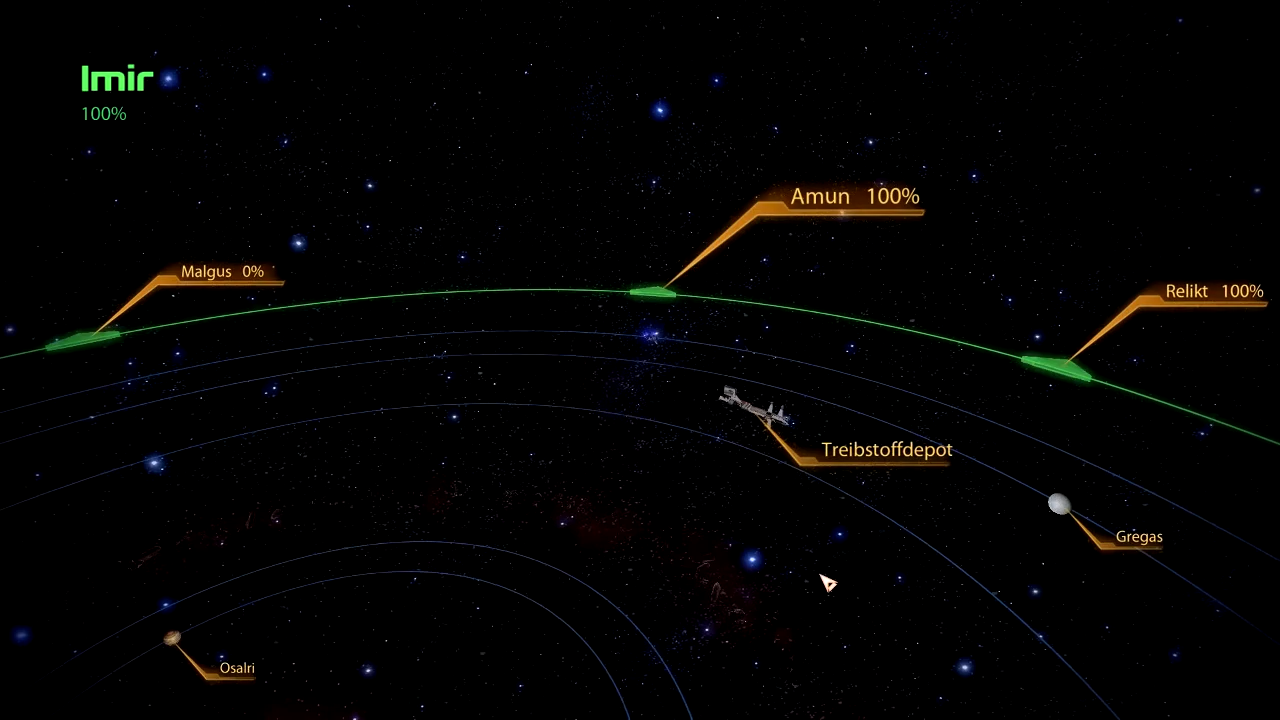 Imir
100%
Amun 100%
Malgus 0%
Relikt 100%
Treibstoffdepot
Gregas
Osalri